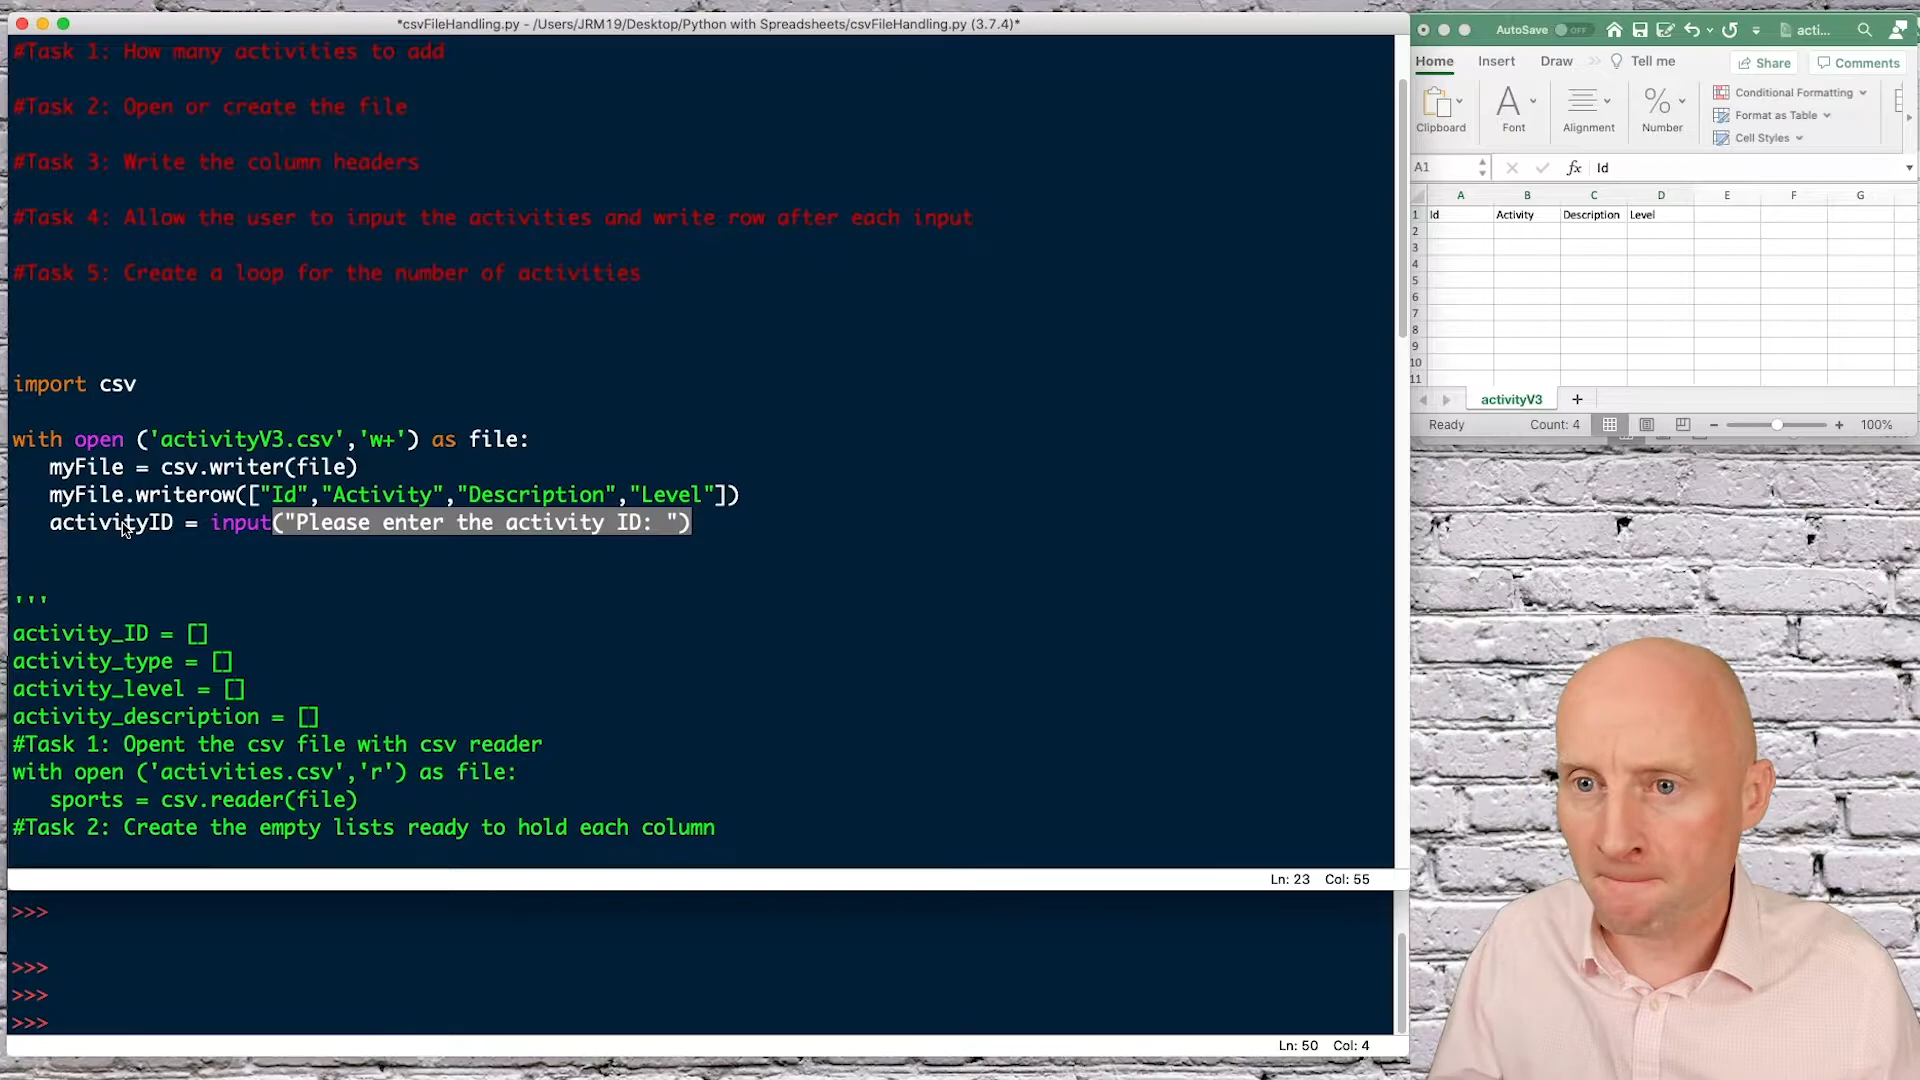 *csvFileHandling.py - /Users/JRM19/Desktop/Python with Spreadsheets/csvFileHandling.py (3.7.4)*
#Task 1: How many activities to add
#Task 2: Open or create the file
#Task 3: Write the column headers
#Task 4: Allow the user to input the activities and write row after each input
#Task 5: Create a loop for the number of activities
import csv
with open ('activityV3.csv','w+') as file:
myFile = csv.writer(file)
myFile.writerow(["Id","Activity","Description","Level"])
activityID = input("Please enter the activity ID: ")
'''
activity_ID = []
activity_type = []
activity_level = []
activity_description = []
#Task 1: Opent the csv file with csv reader
with open ('activities.csv','r') as file:
sports = csv.reader(file)
#Task 2: Create the empty lists ready to hold each column
Ln: 23 Col: 55
>>>
>>>
>>>
>>>
Ln: 50 Col: 4
AutoSave OFF acti...
Home Insert Draw >> Tell me Share Comments
Clipboard Font Alignment Number
Conditional Formatting
Format as Table
Cell Styles
A1 fx Id
A B C D E F G
1 Id Activity Description Level
2
3
4
5
6
7
8
9
10
11
activityV3 +
Ready Count: 4 − + 100%